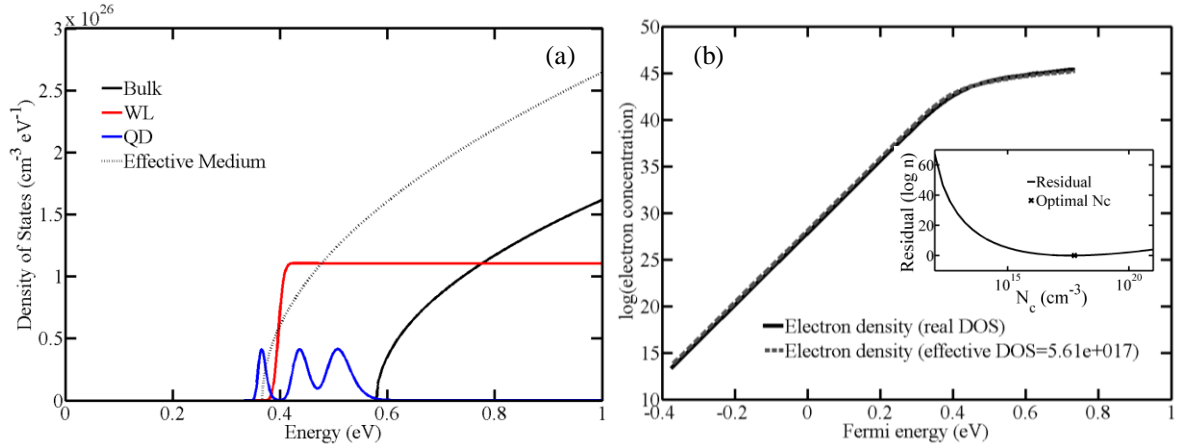 3 x 10^26
(a)
Bulk
WL
QD
Effective Medium
Density of States (cm^-3 eV^-1)
2.5
2
1.5
1
0.5
0
0 0.2 0.4 0.6 0.8 1
Energy (eV)
(b)
log(electron concentration)
50
45
40
35
30
25
20
15
10
-0.4 -0.2 0 0.2 0.4 0.6 0.8 1
Fermi energy (eV)
Electron density (real DOS)
Electron density (effective DOS=5.61e+017)
Residual (log n)
60
40
20
0
Residual
Optimal Nc
10^15 10^20
N_c (cm^-3)